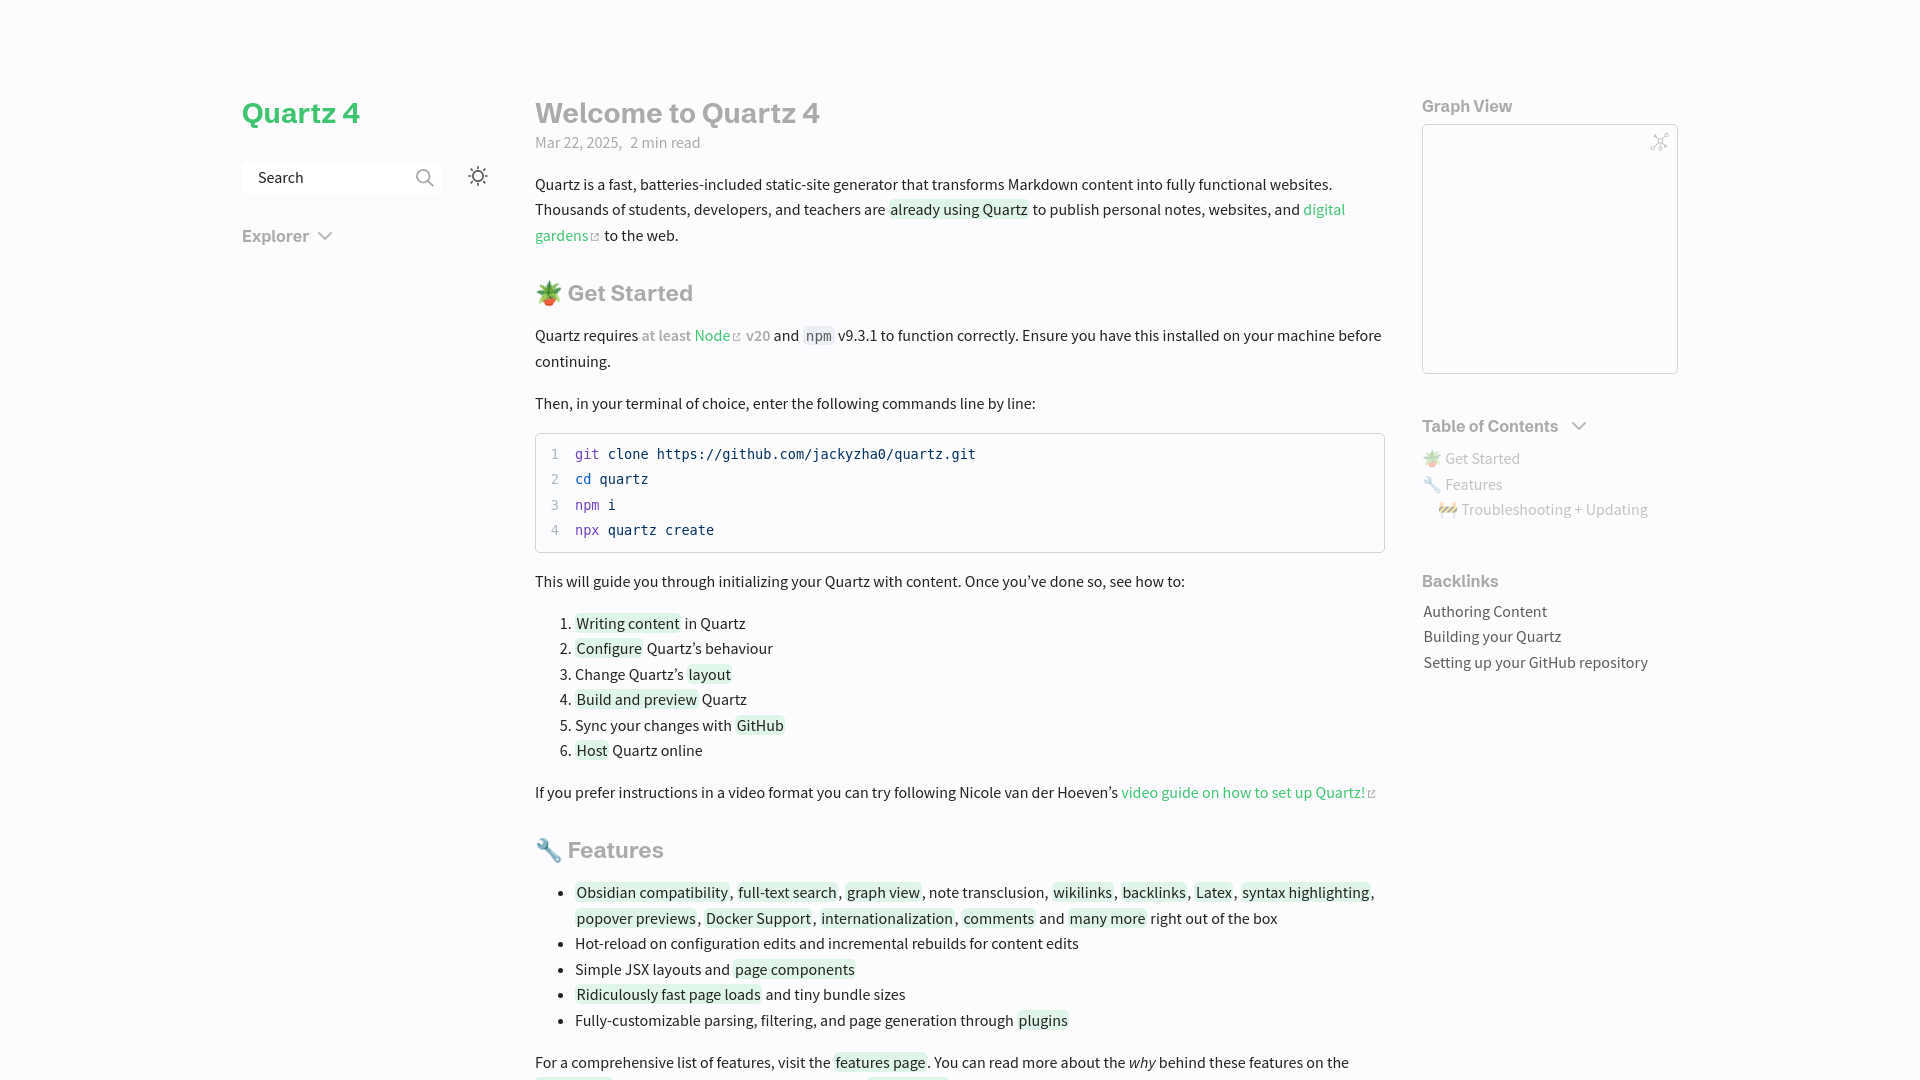 Quartz 4
Search
Explorer
Welcome to Quartz 4
Mar 22, 2025, 2 min read
Quartz is a fast, batteries-included static-site generator that transforms Markdown content into fully functional websites.
Thousands of students, developers, and teachers are already using Quartz to publish personal notes, websites, and digital
gardens to the web.
🪴 Get Started
Quartz requires at least Node v20 and npm v9.3.1 to function correctly. Ensure you have this installed on your machine before
continuing.
Then, in your terminal of choice, enter the following commands line by line:
1 git clone https://github.com/jackyzha0/quartz.git
2 cd quartz
3 npm i
4 npx quartz create
This will guide you through initializing your Quartz with content. Once you’ve done so, see how to:
1. Writing content in Quartz
2. Configure Quartz’s behaviour
3. Change Quartz’s layout
4. Build and preview Quartz
5. Sync your changes with GitHub
6. Host Quartz online
If you prefer instructions in a video format you can try following Nicole van der Hoeven’s video guide on how to set up Quartz!
🔧 Features
• Obsidian compatibility, full-text search, graph view, note transclusion, wikilinks, backlinks, Latex, syntax highlighting,
popover previews, Docker Support, internationalization, comments and many more right out of the box
• Hot-reload on configuration edits and incremental rebuilds for content edits
• Simple JSX layouts and page components
• Ridiculously fast page loads and tiny bundle sizes
• Fully-customizable parsing, filtering, and page generation through plugins
For a comprehensive list of features, visit the features page. You can read more about the why behind these features on the
Graph View
Table of Contents
🪴 Get Started
🔧 Features
🚧 Troubleshooting + Updating
Backlinks
Authoring Content
Building your Quartz
Setting up your GitHub repository